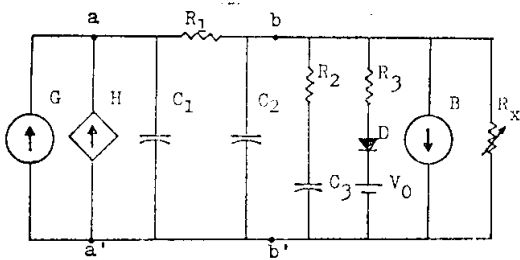 a R₁ b
G H C₁ C₂ R₂ R₃ B Rₓ
D
C₃ V₀
a' b'